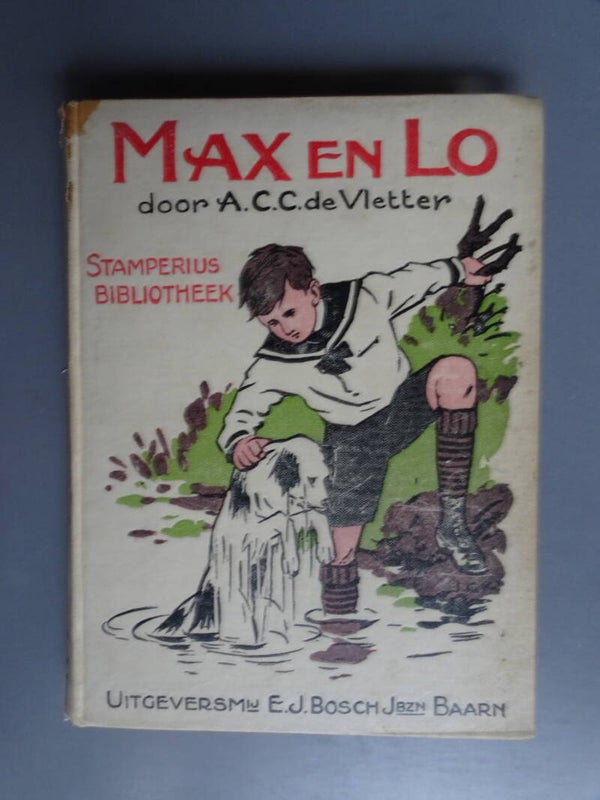 MAX EN LO
door A.C.C. de Vletter
STAMPERIUS
BIBLIOTHEEK
UITGEVERSMIJ E.J. BOSCH JBZN BAARN